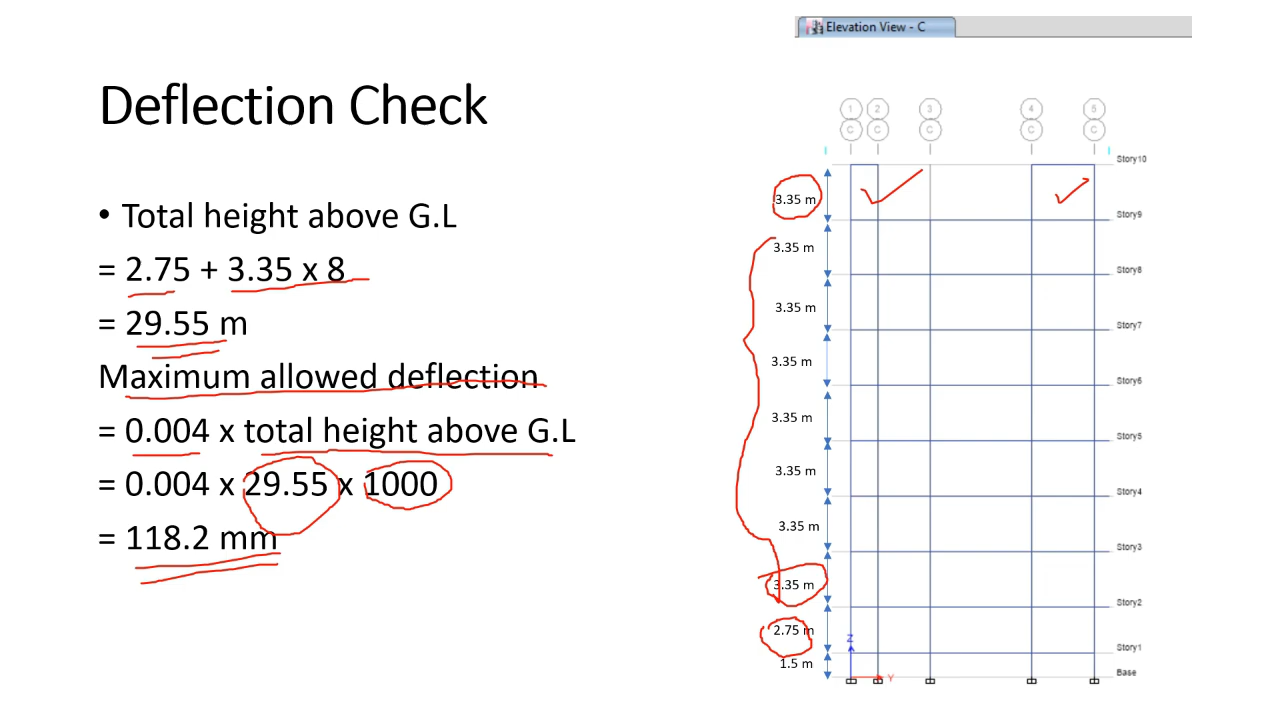 Elevation View - C
Deflection Check
1 2 3 4 5
C C C C C
• Total height above G.L
= 2.75 + 3.35 x 8
= 29.55 m
Maximum allowed deflection
= 0.004 x total height above G.L
= 0.004 x 29.55 x 1000
= 118.2 mm
Story10
3.35 m
Story9
3.35 m
Story8
3.35 m
Story7
3.35 m
Story6
3.35 m
Story5
3.35 m
Story4
3.35 m
Story3
3.35 m
Story2
2.75 m
Z
Story1
1.5 m
Base
Y